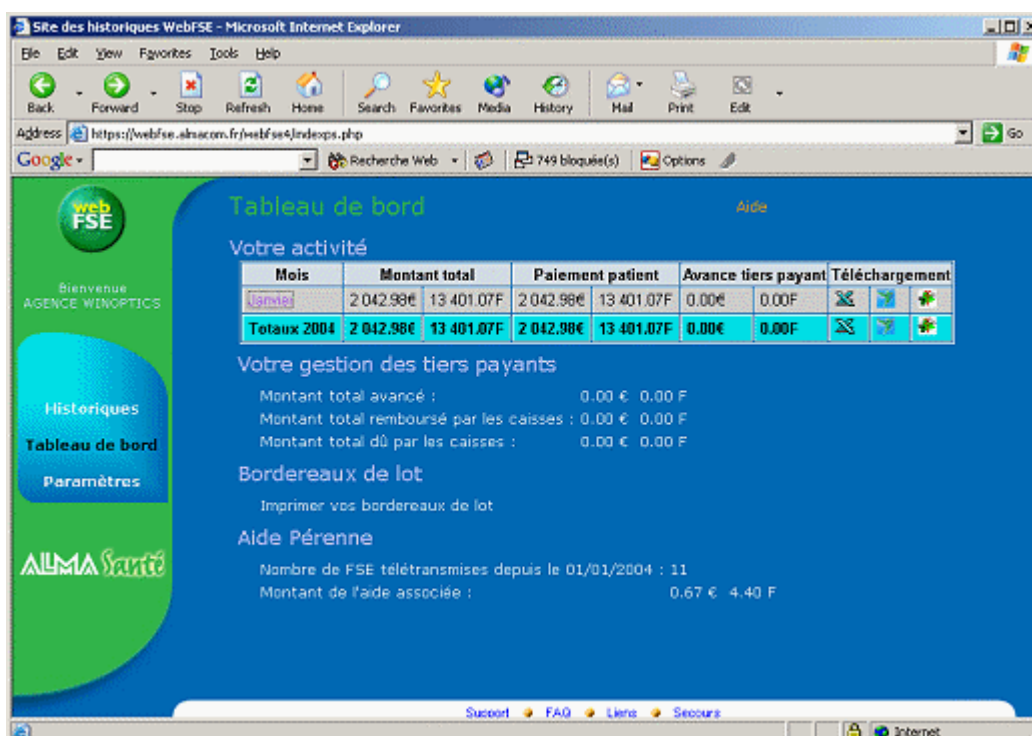 Site des historiques WebFSE - Microsoft Internet Explorer
File Edit View Favorites Tools Help
Back Forward Stop Refresh Home Search Favorites Media History Mail Print Edit
Address https://webfse.almacom.fr/webfse4/indexps.php Go
Google Recherche Web 749 bloquée(s) Options
web FSE
Tableau de bord Aide
Votre activité
Bienvenue
AGENCE WINOPTICS
Mois Montant total Paiement patient Avance tiers payant Téléchargement
Janvier 2 042.98€ 13 401.07F 2 042.98€ 13 401.07F 0.00€ 0.00F
Totaux 2004 2 042.98€ 13 401.07F 2 042.98€ 13 401.07F 0.00€ 0.00F
Votre gestion des tiers payants
Montant total avancé : 0.00 € 0.00 F
Montant total remboursé par les caisses : 0.00 € 0.00 F
Montant total dû par les caisses : 0.00 € 0.00 F
Historiques
Tableau de bord
Paramètres
Bordereaux de lot
Imprimer vos bordereaux de lot
Aide Pérenne
Nombre de FSE télétransmises depuis le 01/01/2004 : 11
Montant de l'aide associée : 0.67 € 4.40 F
ALMA Santé
Support FAQ Liens Secours
Internet